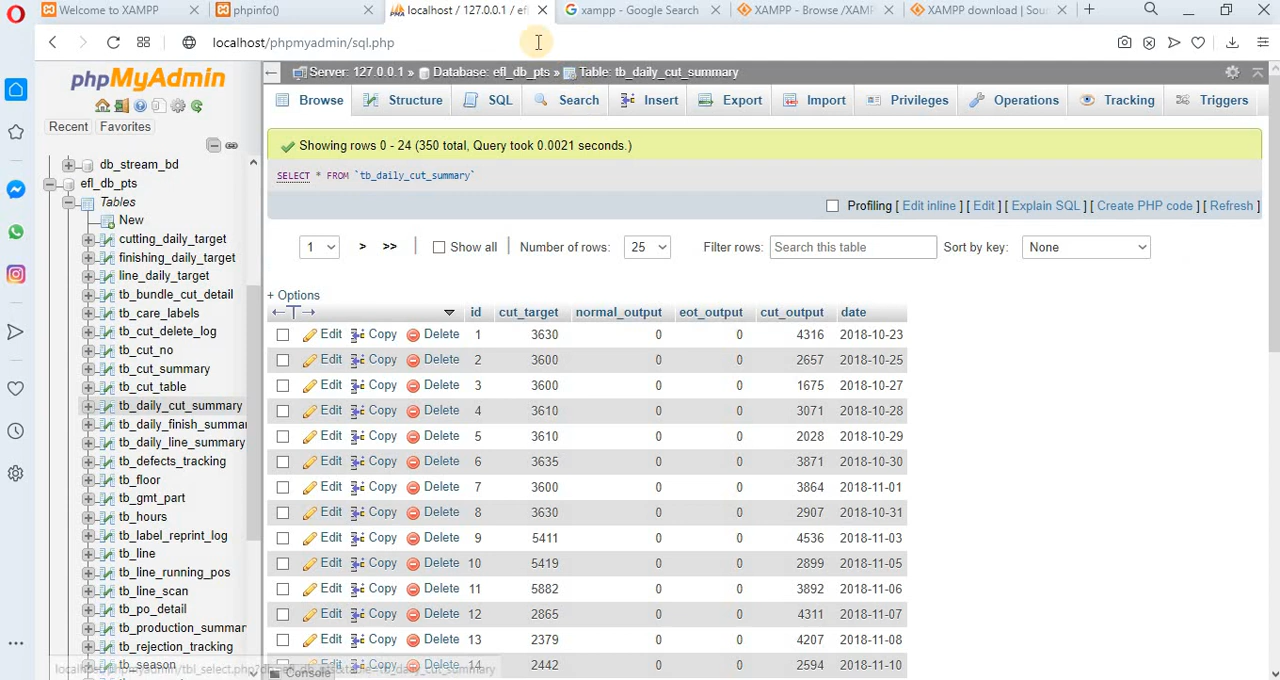 Welcome to XAMPP
phpinfo()
localhost / 127.0.0.1 / efl
xampp - Google Search
XAMPP - Browse /XAMP
XAMPP download | Sou
localhost/phpmyadmin/sql.php
phpMyAdmin
Recent Favorites
db_stream_bd
efl_db_pts
Tables
New
cutting_daily_target
finishing_daily_target
line_daily_target
tb_bundle_cut_detail
tb_care_labels
tb_cut_delete_log
tb_cut_no
tb_cut_summary
tb_cut_table
tb_daily_cut_summary
tb_daily_finish_summar
tb_daily_line_summary
tb_defects_tracking
tb_floor
tb_gmt_part
tb_hours
tb_label_reprint_log
tb_line
tb_line_running_pos
tb_line_scan
tb_po_detail
tb_production_summar
tb_rejection_tracking
tb_season
Server: 127.0.0.1 » Database: efl_db_pts » Table: tb_daily_cut_summary
Browse Structure SQL Search Insert Export Import Privileges Operations Tracking Triggers
Showing rows 0 - 24 (350 total, Query took 0.0021 seconds.)
SELECT * FROM `tb_daily_cut_summary`
Profiling [ Edit inline ] [ Edit ] [ Explain SQL ] [ Create PHP code ] [ Refresh ]
1 > >> Show all Number of rows: 25 Filter rows: Search this table Sort by key: None
+ Options
←T→ id cut_target normal_output eot_output cut_output date
Edit Copy Delete 1 3630 0 0 4316 2018-10-23
Edit Copy Delete 2 3600 0 0 2657 2018-10-25
Edit Copy Delete 3 3600 0 0 1675 2018-10-27
Edit Copy Delete 4 3610 0 0 3071 2018-10-28
Edit Copy Delete 5 3610 0 0 2028 2018-10-29
Edit Copy Delete 6 3635 0 0 3871 2018-10-30
Edit Copy Delete 7 3600 0 0 3864 2018-11-01
Edit Copy Delete 8 3630 0 0 2907 2018-10-31
Edit Copy Delete 9 5411 0 0 4536 2018-11-03
Edit Copy Delete 10 5419 0 0 2899 2018-11-05
Edit Copy Delete 11 5882 0 0 3892 2018-11-06
Edit Copy Delete 12 2865 0 0 4311 2018-11-07
Edit Copy Delete 13 2379 0 0 4207 2018-11-08
Edit Copy Delete 14 2442 0 0 2594 2018-11-10
Console